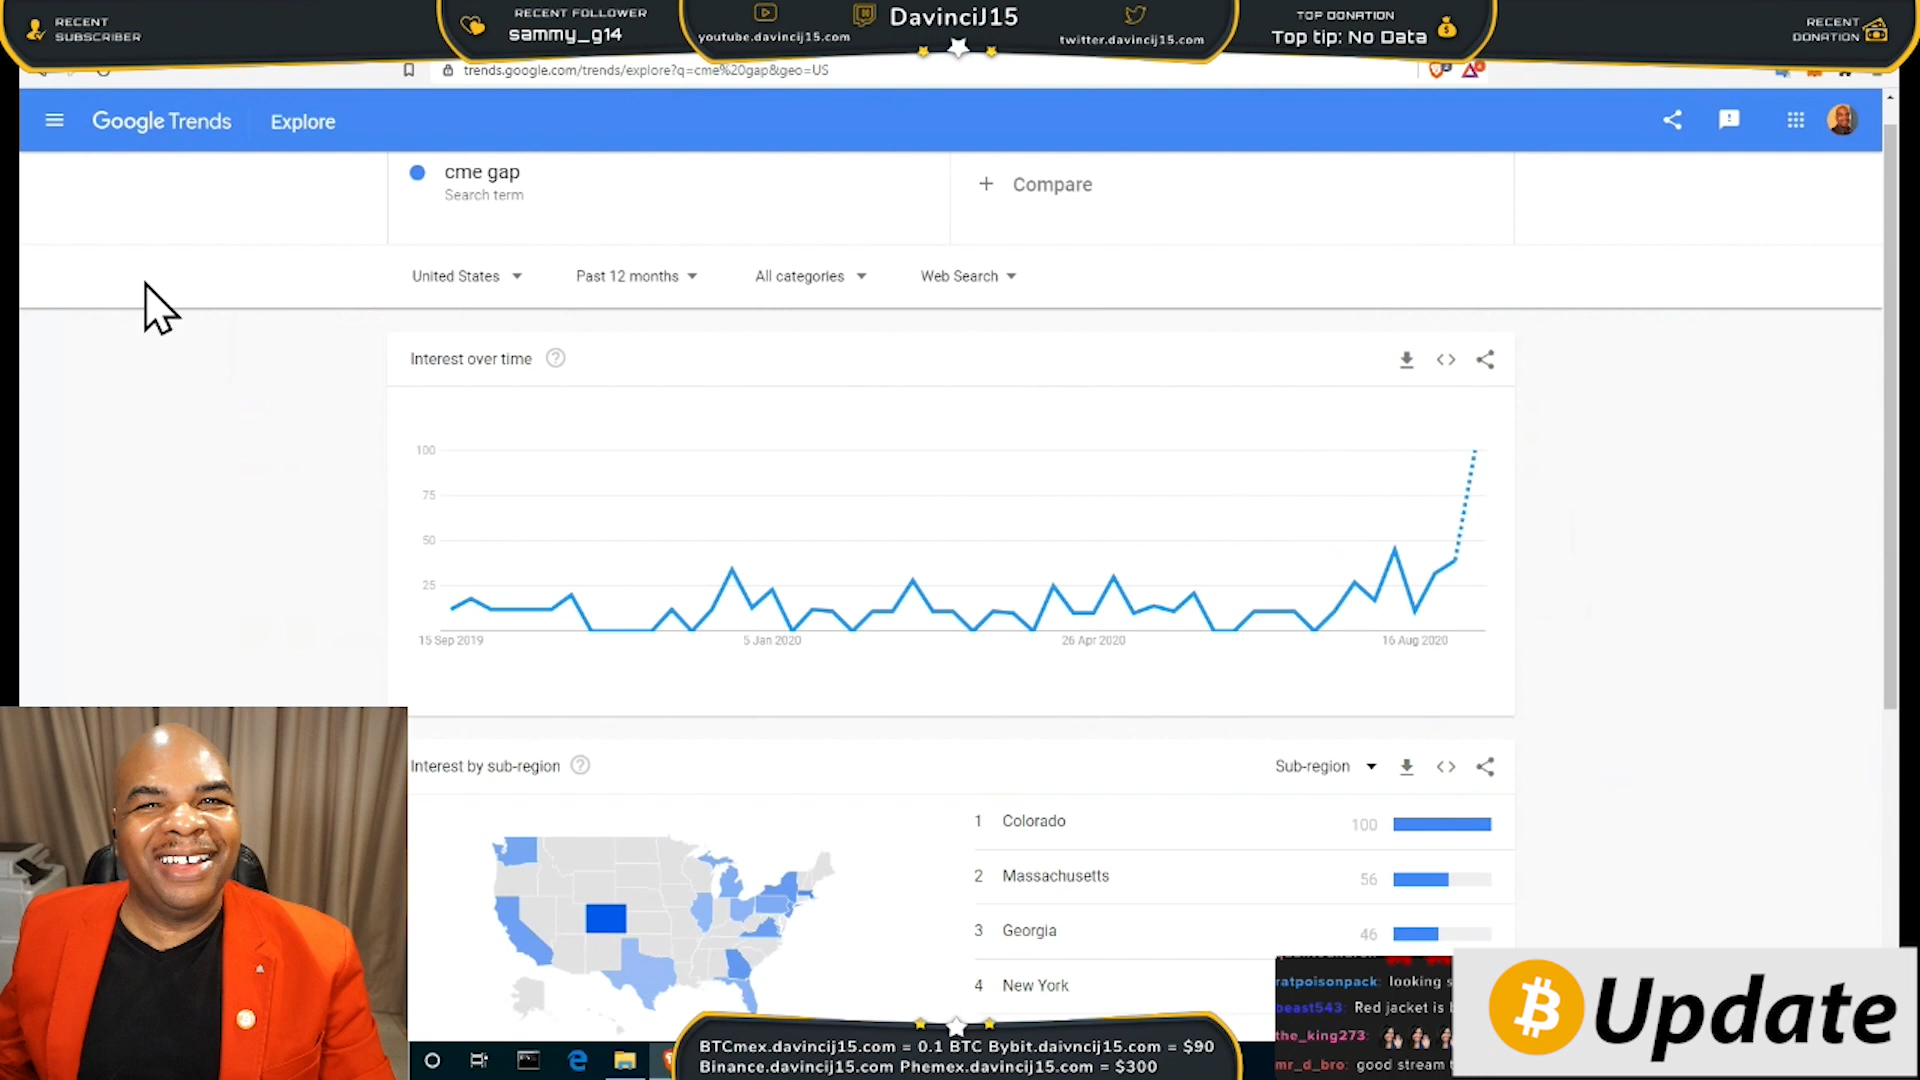 RECENT
SUBSCRIBER
RECENT FOLLOWER
sammy_g14
youtube.davincij15.com
DavinciJ15
twitter.davincij15.com
TOP DONATION
Top tip: No Data
RECENT
DONATION
trends.google.com/trends/explore?q=cme%20gap&geo=US
Google Trends
Explore
cme gap
Search term
+ Compare
United States
Past 12 months
All categories
Web Search
Interest over time
100
75
50
25
15 Sep 2019
5 Jan 2020
26 Apr 2020
16 Aug 2020
Interest by sub-region
Sub-region
1 Colorado 100
2 Massachusetts 56
3 Georgia 46
4 New York
ratpoisonpack: looking s
beast543: Red jacket is
the_king273:
mr_d_bro: good stream
Update
BTCmex.davincij15.com = 0.1 BTC Bybit.daivncij15.com = $90
Binance.davincij15.com Phemex.davincij15.com = $300